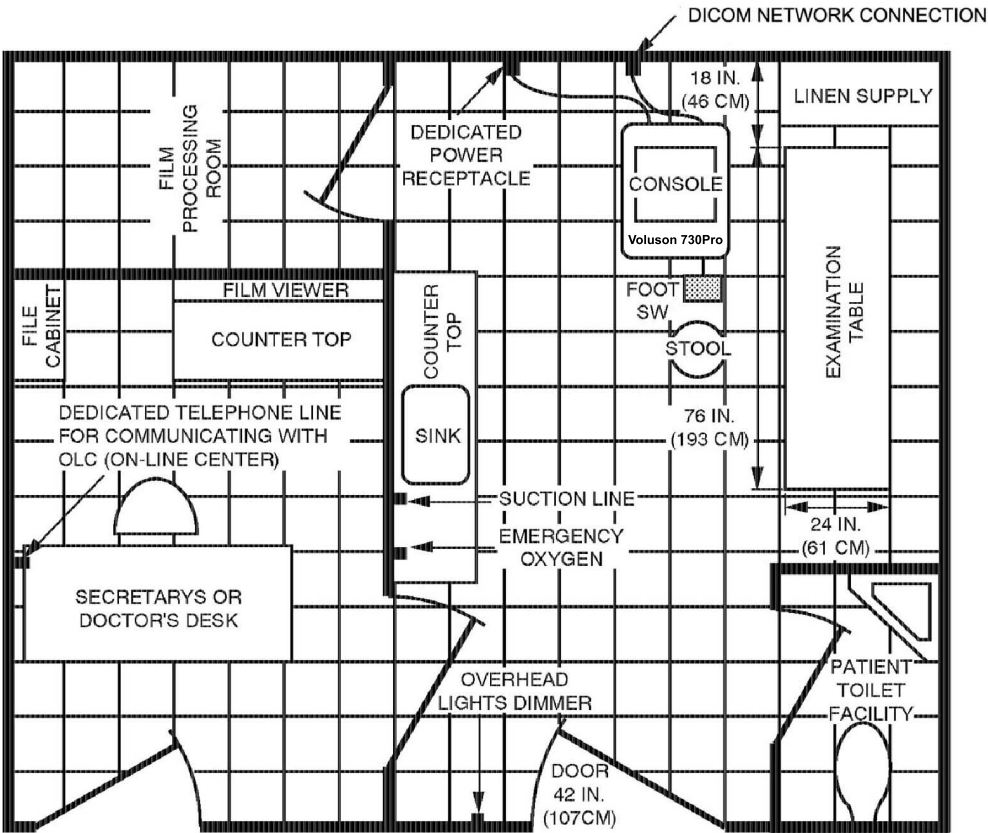 DICOM NETWORK CONNECTION
18 IN.
(46 CM)
LINEN SUPPLY
DEDICATED
POWER
RECEPTACLE
FILM
PROCESSING
ROOM
CONSOLE
Voluson 730Pro
FOOT
SW
STOOL
EXAMINATION
TABLE
FILE
CABINET
FILM VIEWER
COUNTER TOP
COUNTER
TOP
SINK
76 IN.
(193 CM)
DEDICATED TELEPHONE LINE
FOR COMMUNICATING WITH
OLC (ON-LINE CENTER)
SUCTION LINE
EMERGENCY
OXYGEN
24 IN.
(61 CM)
SECRETARYS OR
DOCTOR'S DESK
OVERHEAD
LIGHTS DIMMER
PATIENT
TOILET
FACILITY
DOOR
42 IN.
(107CM)